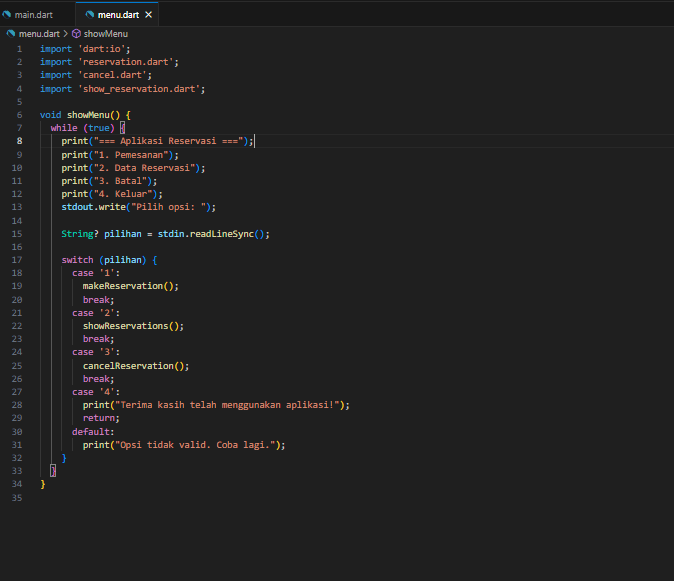 main.dart
menu.dart ×
menu.dart > showMenu
1 import 'dart:io';
2 import 'reservation.dart';
3 import 'cancel.dart';
4 import 'show_reservation.dart';
5
6 void showMenu() {
7   while (true) {
8     print("=== Aplikasi Reservasi ===");
9     print("1. Pemesanan");
10     print("2. Data Reservasi");
11     print("3. Batal");
12     print("4. Keluar");
13     stdout.write("Pilih opsi: ");
14
15     String? pilihan = stdin.readLineSync();
16
17     switch (pilihan) {
18       case '1':
19         makeReservation();
20         break;
21       case '2':
22         showReservations();
23         break;
24       case '3':
25         cancelReservation();
26         break;
27       case '4':
28         print("Terima kasih telah menggunakan aplikasi!");
29         return;
30       default:
31         print("Opsi tidak valid. Coba lagi.");
32     }
33   }
34 }
35